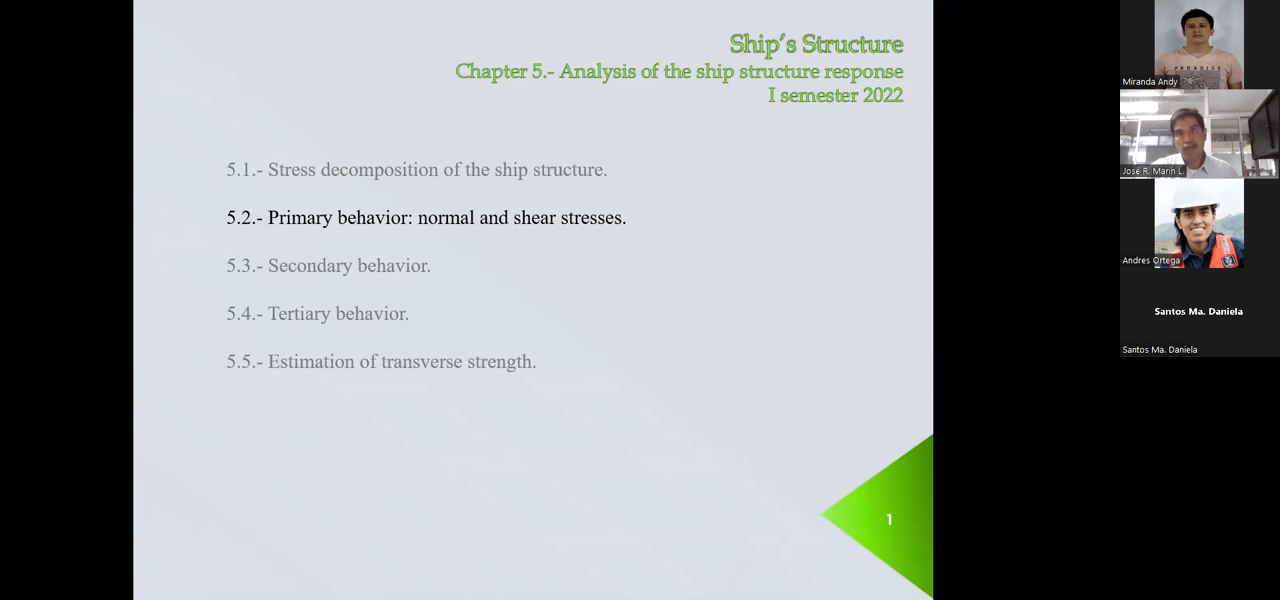 Ship's Structure
Chapter 5.- Analysis of the ship structure response
I semester 2022
5.1.- Stress decomposition of the ship structure.
5.2.- Primary behavior: normal and shear stresses.
5.3.- Secondary behavior.
5.4.- Tertiary behavior.
5.5.- Estimation of transverse strength.
1
PARADISE
Miranda Andy
José R. Marín L.
Andres Ortega
Santos Ma. Daniela
Santos Ma. Daniela